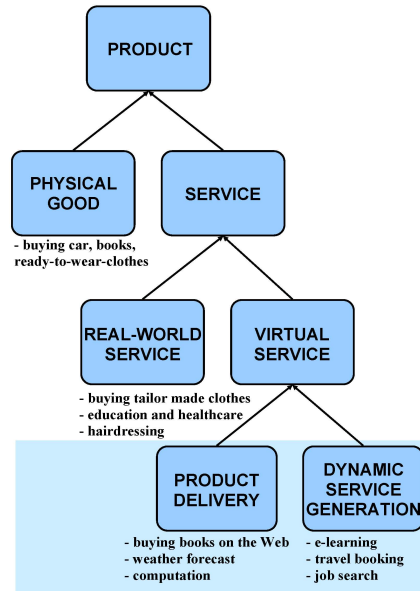 PRODUCT
PHYSICAL
GOOD
SERVICE
- buying car, books,
ready-to-wear-clothes
REAL-WORLD
SERVICE
VIRTUAL
SERVICE
- buying tailor made clothes
- education and healthcare
- hairdressing
PRODUCT
DELIVERY
DYNAMIC
SERVICE
GENERATION
- buying books on the Web
- weather forecast
- computation
- e-learning
- travel booking
- job search